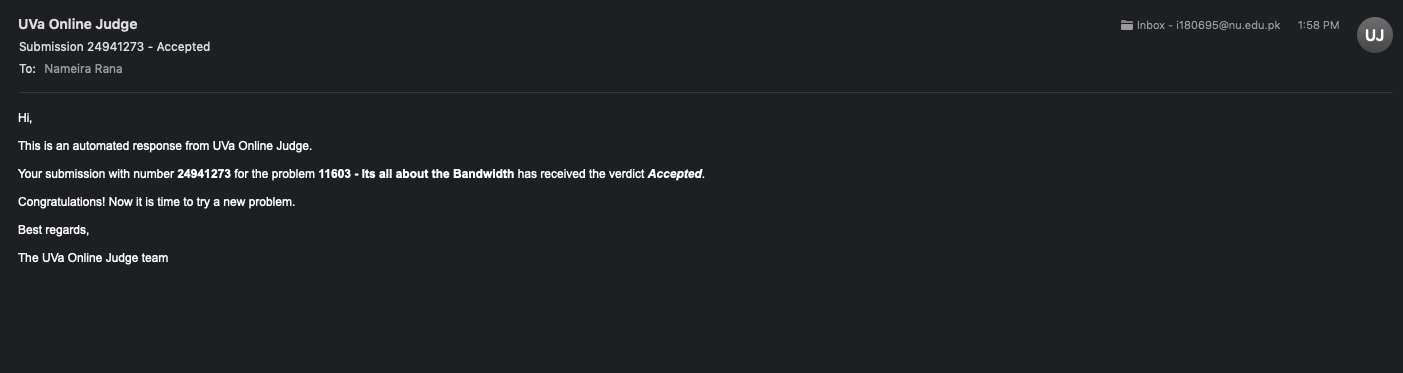 UVa Online Judge
Inbox - i180695@nu.edu.pk 1:58 PM
UJ
Submission 24941273 - Accepted
To: Nameira Rana
Hi,
This is an automated response from UVa Online Judge.
Your submission with number 24941273 for the problem 11603 - Its all about the Bandwidth has received the verdict Accepted.
Congratulations! Now it is time to try a new problem.
Best regards,
The UVa Online Judge team